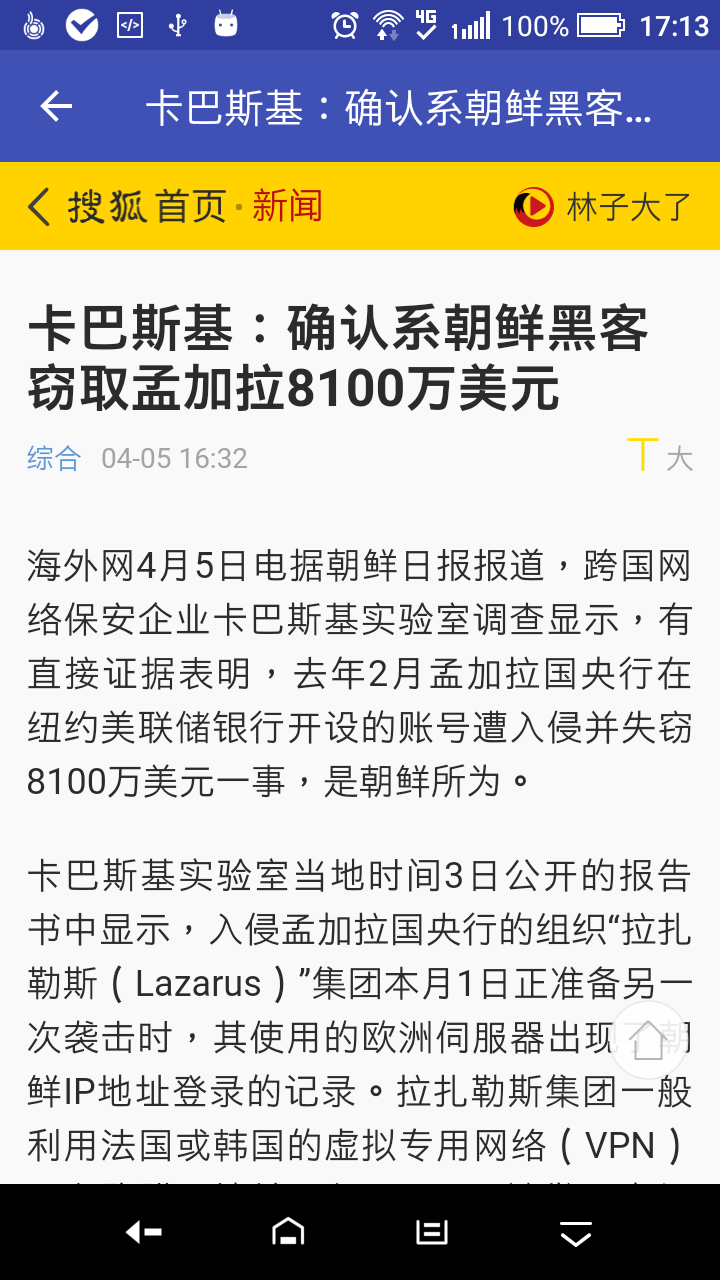 4G 100% 17:13
卡巴斯基：确认系朝鲜黑客...
搜狐 首页·新闻 林子大了
卡巴斯基：确认系朝鲜黑客
窃取孟加拉8100万美元
综合 04-05 16:32 T大
海外网4月5日电据朝鲜日报报道，跨国网
络保安企业卡巴斯基实验室调查显示，有
直接证据表明，去年2月孟加拉国央行在
纽约美联储银行开设的账号遭入侵并失窃
8100万美元一事，是朝鲜所为。
卡巴斯基实验室当地时间3日公开的报告
书中显示，入侵孟加拉国央行的组织“拉扎
勒斯（Lazarus）”集团本月1日正准备另一
次袭击时，其使用的欧洲伺服器出现了朝
鲜IP地址登录的记录。拉扎勒斯集团一般
利用法国或韩国的虚拟专用网络（VPN）